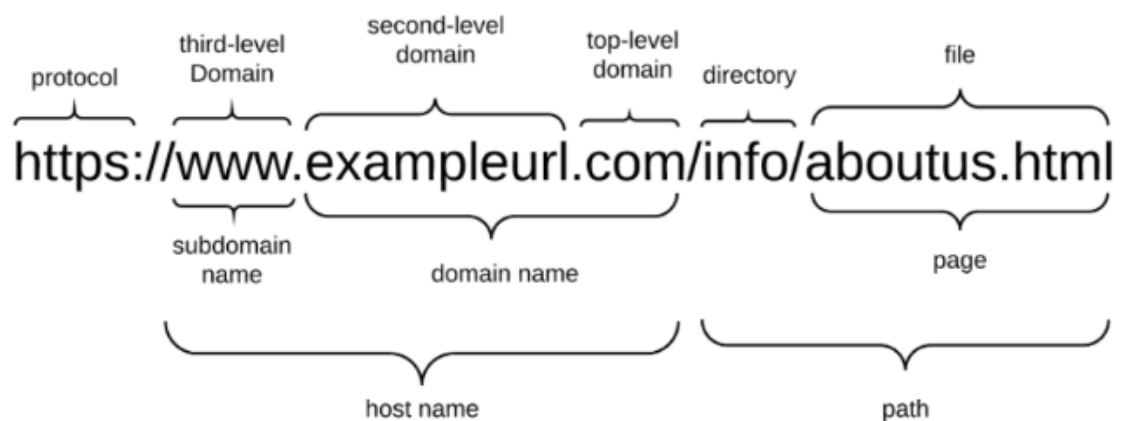 protocol
third-level
Domain
second-level
domain
top-level
domain
directory
file
https://www.exampleurl.com/info/aboutus.html
subdomain
name
domain name
page
host name
path